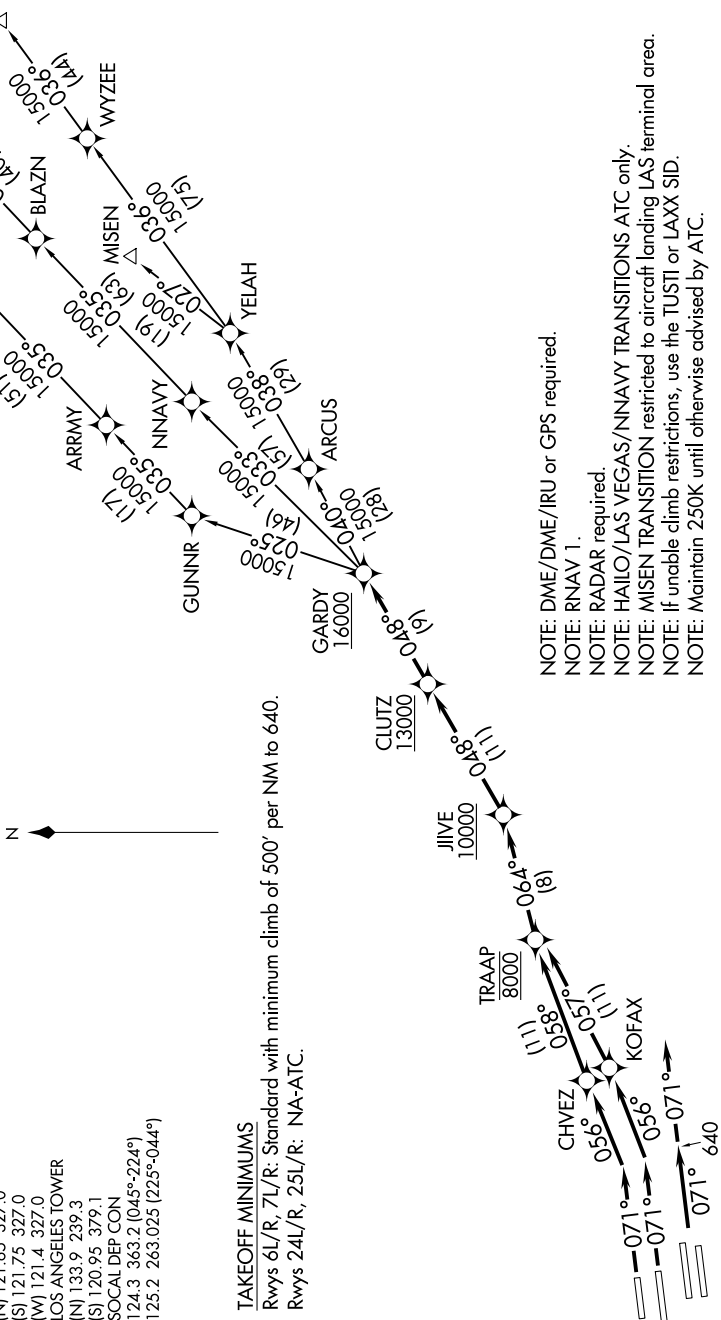 (N) 121.65 327.0
(S) 121.75 327.0
(W) 121.4 327.0
LOS ANGELES TOWER
(N) 133.9 239.3
(S) 120.95 379.1
SOCAL DEP CON
124.3 363.2 (045°-224°)
125.2 263.025 (225°-044°)
N
TAKEOFF MINIMUMS
Rwys 6L/R, 7L/R: Standard with minimum climb of 500' per NM to 640.
Rwys 24L/R, 25L/R: NA-ATC.
15000
036°
(44)
WYZEE
BLAZN
MISEN
15000
036°
(75)
15000
027°
(19)
15000
035°
(63)
(51)
15000
035°
ARRMY
NNAVY
YELAH
15000
038°
(29)
(17)
15000
035°
GUNNR
15000
033°
(57)
ARCUS
15000
025°
(46)
040°
15000
(28)
GARDY
16000
048°
(9)
CLUTZ
13000
048°
(11)
JIIVE
10000
064°
(8)
TRAAP
8000
(11)
058°
057°
(11)
CHVEZ
KOFAX
056°
056°
071°
071°
071°
071°
640
NOTE: DME/DME/IRU or GPS required.
NOTE: RNAV 1.
NOTE: RADAR required.
NOTE: HAILO/LAS VEGAS/NNAVY TRANSITIONS ATC only.
NOTE: MISEN TRANSITION restricted to aircraft landing LAS terminal area.
NOTE: If unable climb restrictions, use the TUSTI or LAXX SID.
NOTE: Maintain 250K until otherwise advised by ATC.